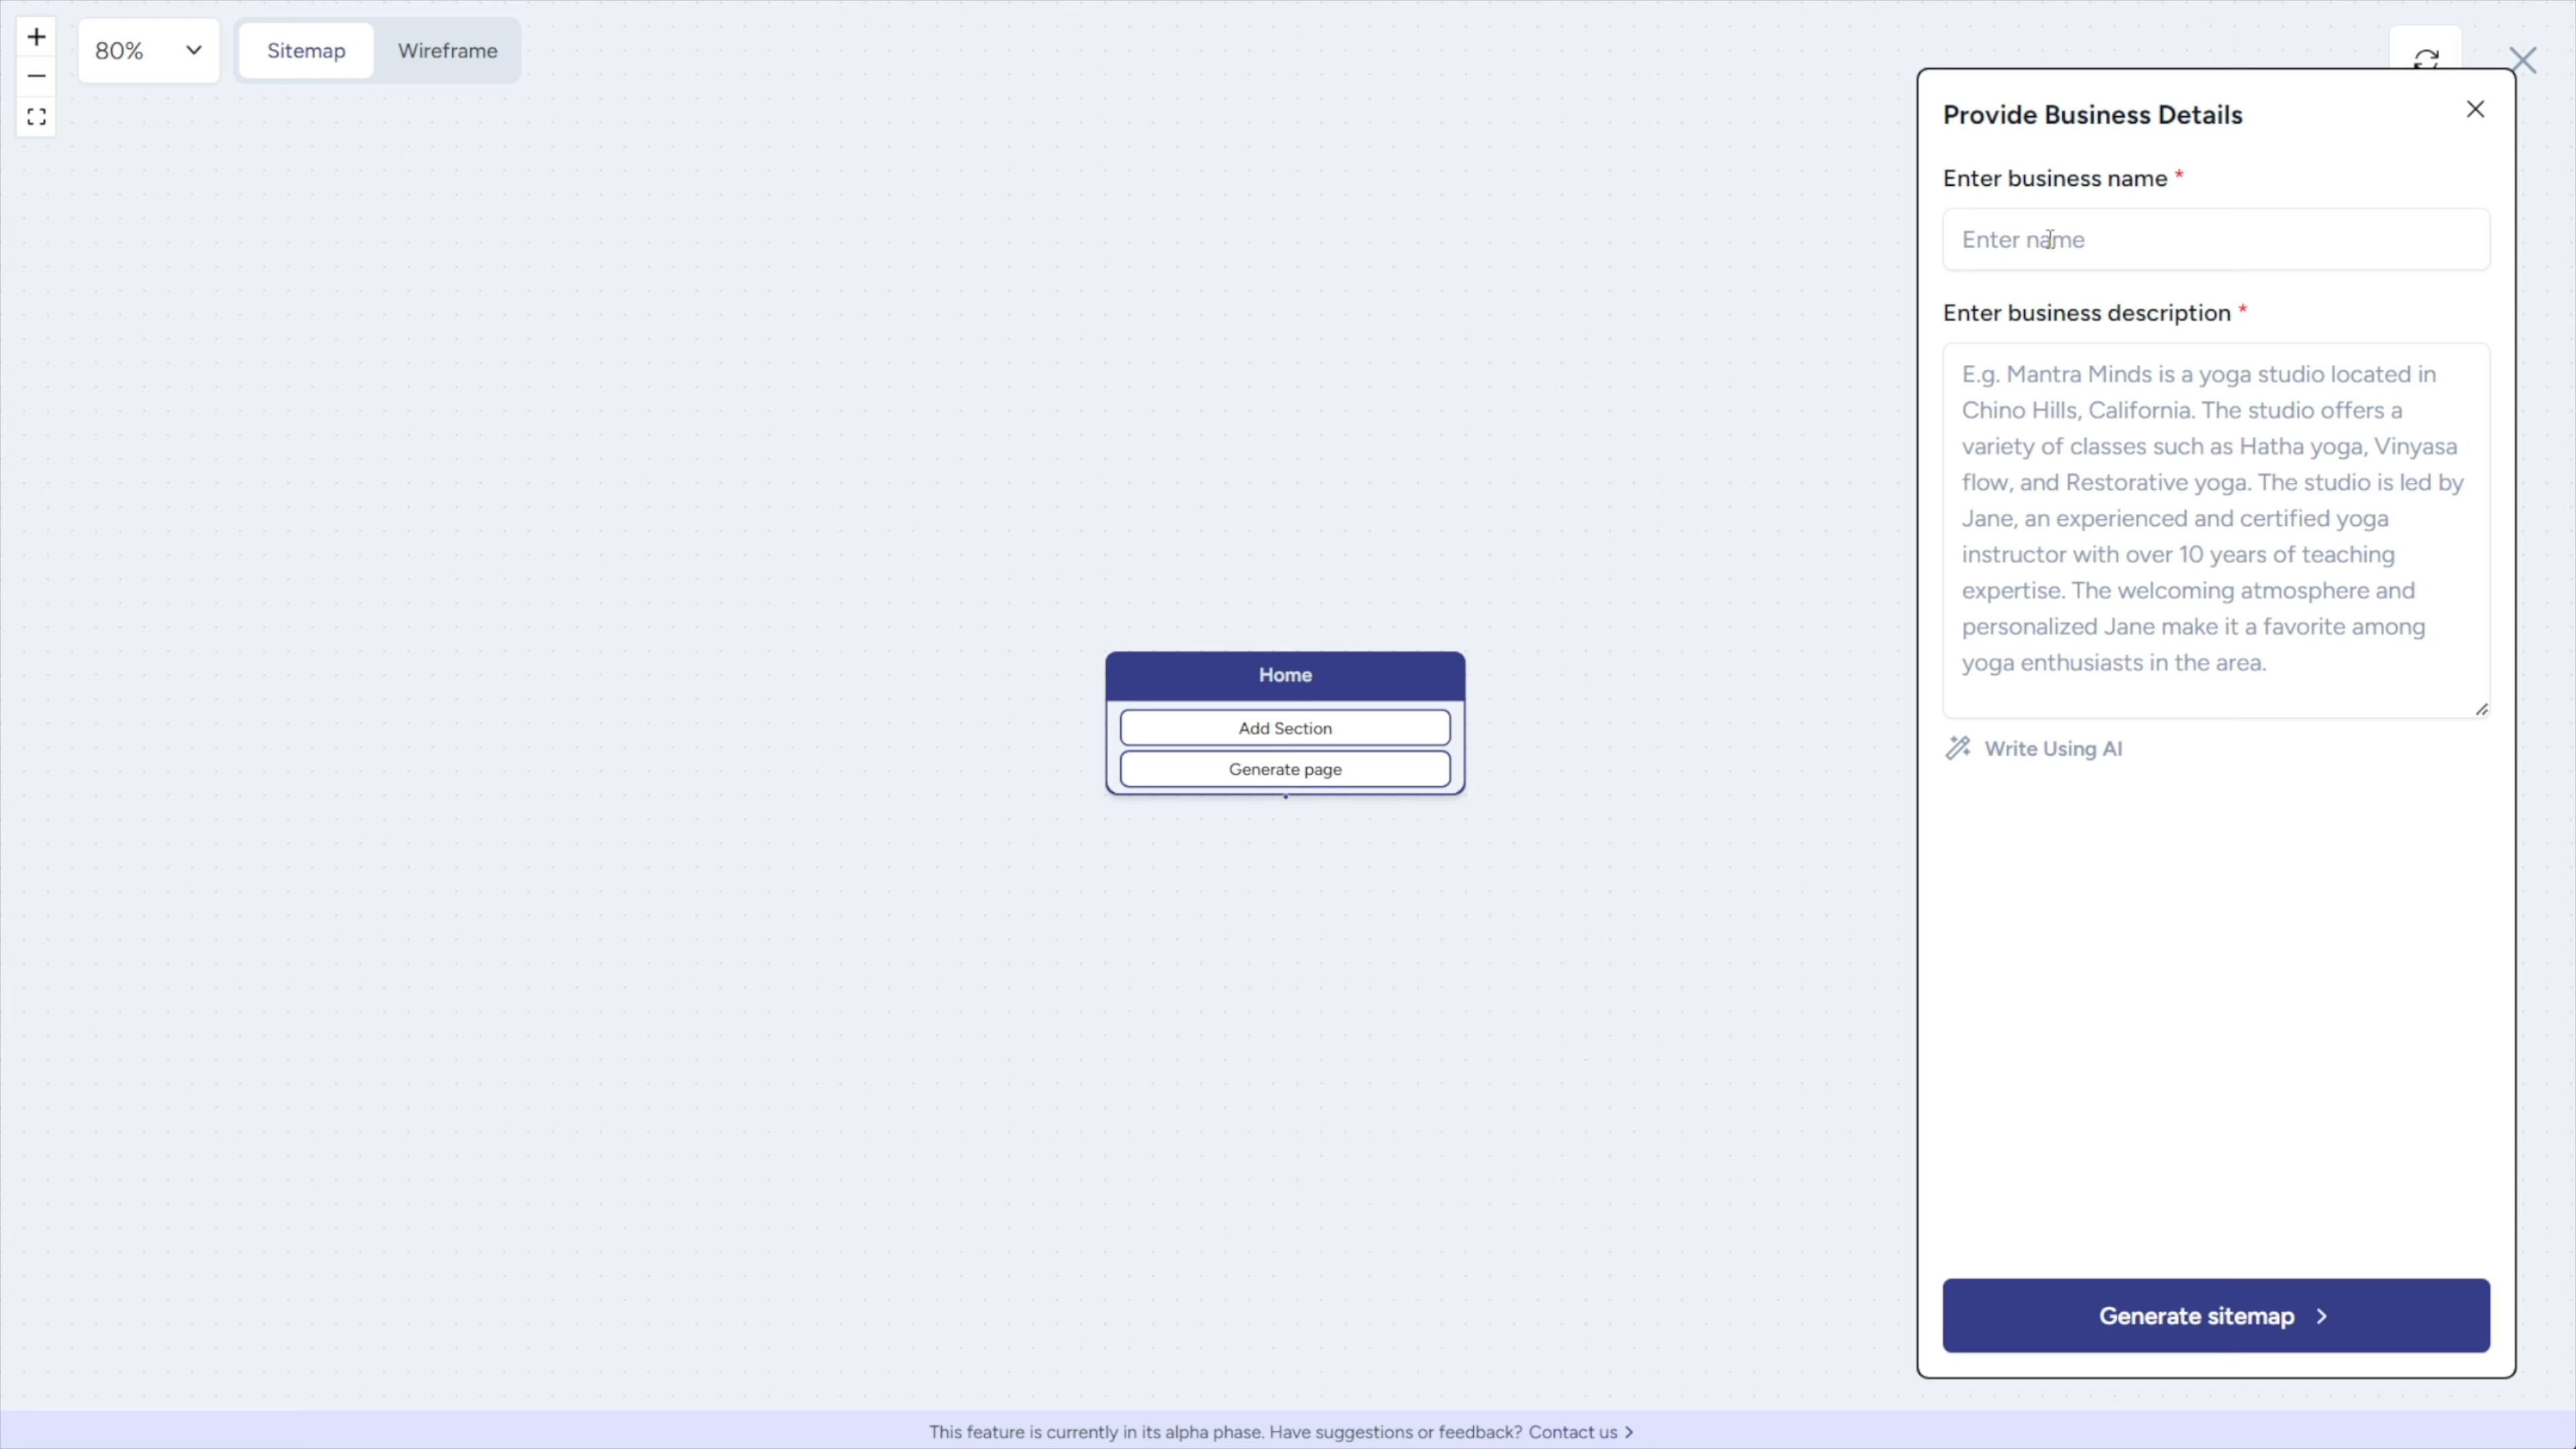 80%
Sitemap
Wireframe
Provide Business Details
Enter business name *
Enter name
Enter business description *
E.g. Mantra Minds is a yoga studio located in
Chino Hills, California. The studio offers a
variety of classes such as Hatha yoga, Vinyasa
flow, and Restorative yoga. The studio is led by
Jane, an experienced and certified yoga
instructor with over 10 years of teaching
expertise. The welcoming atmosphere and
personalized Jane make it a favorite among
yoga enthusiasts in the area.
Write Using AI
Home
Add Section
Generate page
Generate sitemap
This feature is currently in its alpha phase. Have suggestions or feedback? Contact us